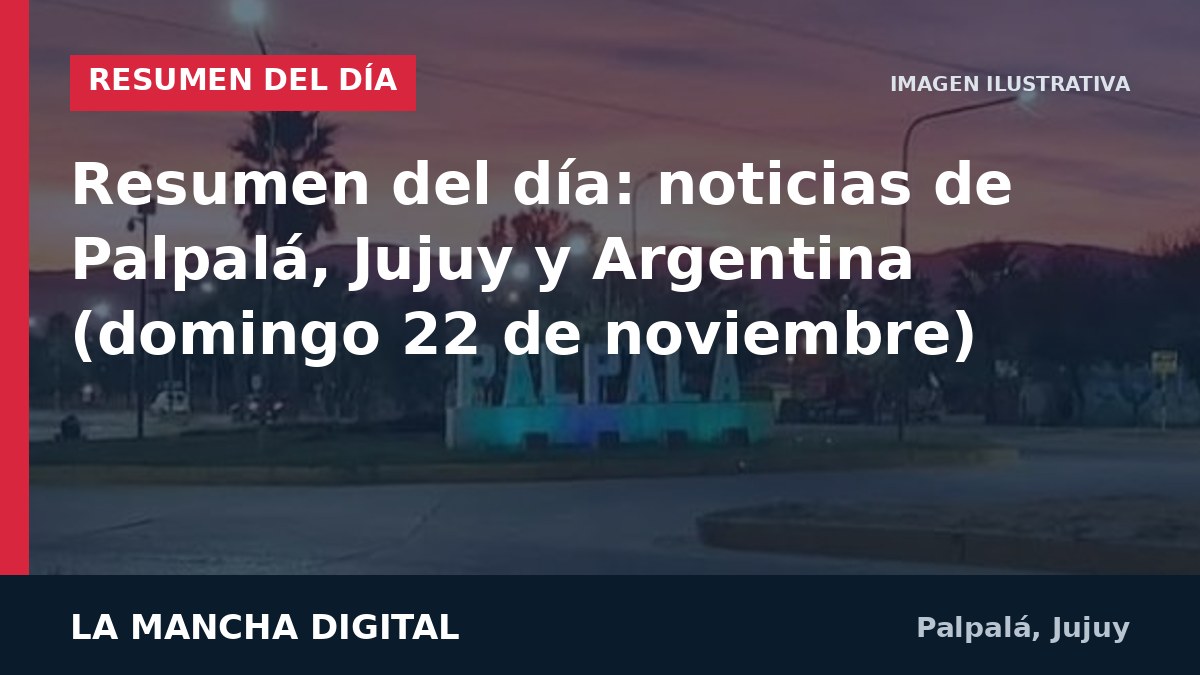 RESUMEN DEL DÍA
IMAGEN ILUSTRATIVA
Resumen del día: noticias de
Palpalá, Jujuy y Argentina
(domingo 22 de noviembre)
PALPALA
LA MANCHA DIGITAL
Palpalá, Jujuy